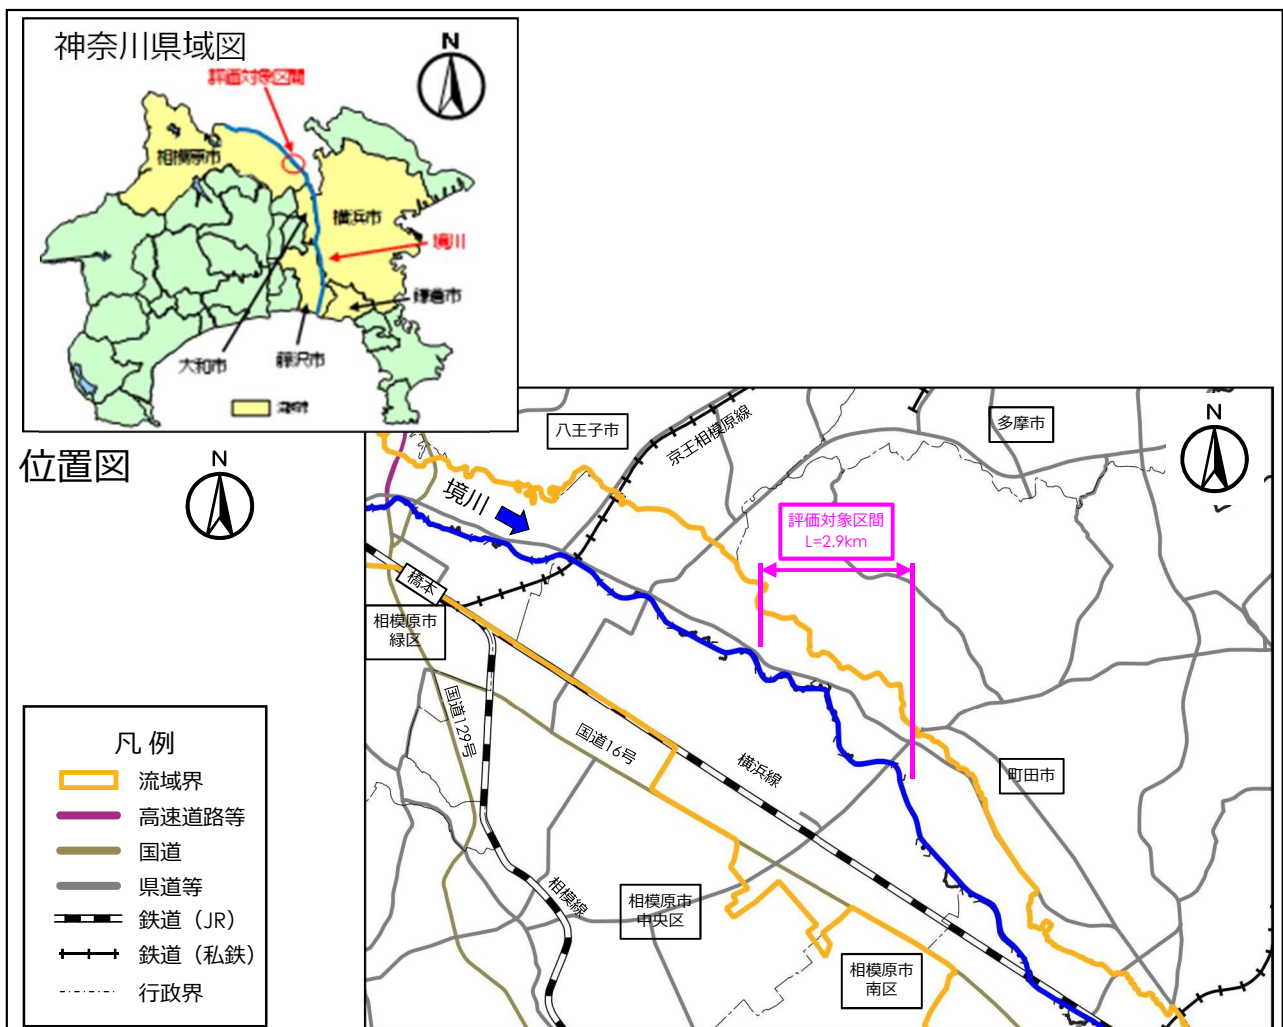 神奈川県域図
N
評価対象区間
相模原市
横浜市
境川
鎌倉市
大和市
藤沢市
位置図
N
八王子市
京王相模原線
多摩市
N
境川
評価対象区間
L=2.9km
橋本
相模原市
緑区
国道129号
国道16号
横浜線
町田市
相模線
相模原市
中央区
相模原市
南区
凡 例
流域界
高速道路等
国道
県道等
鉄道（JR）
鉄道（私鉄）
行政界